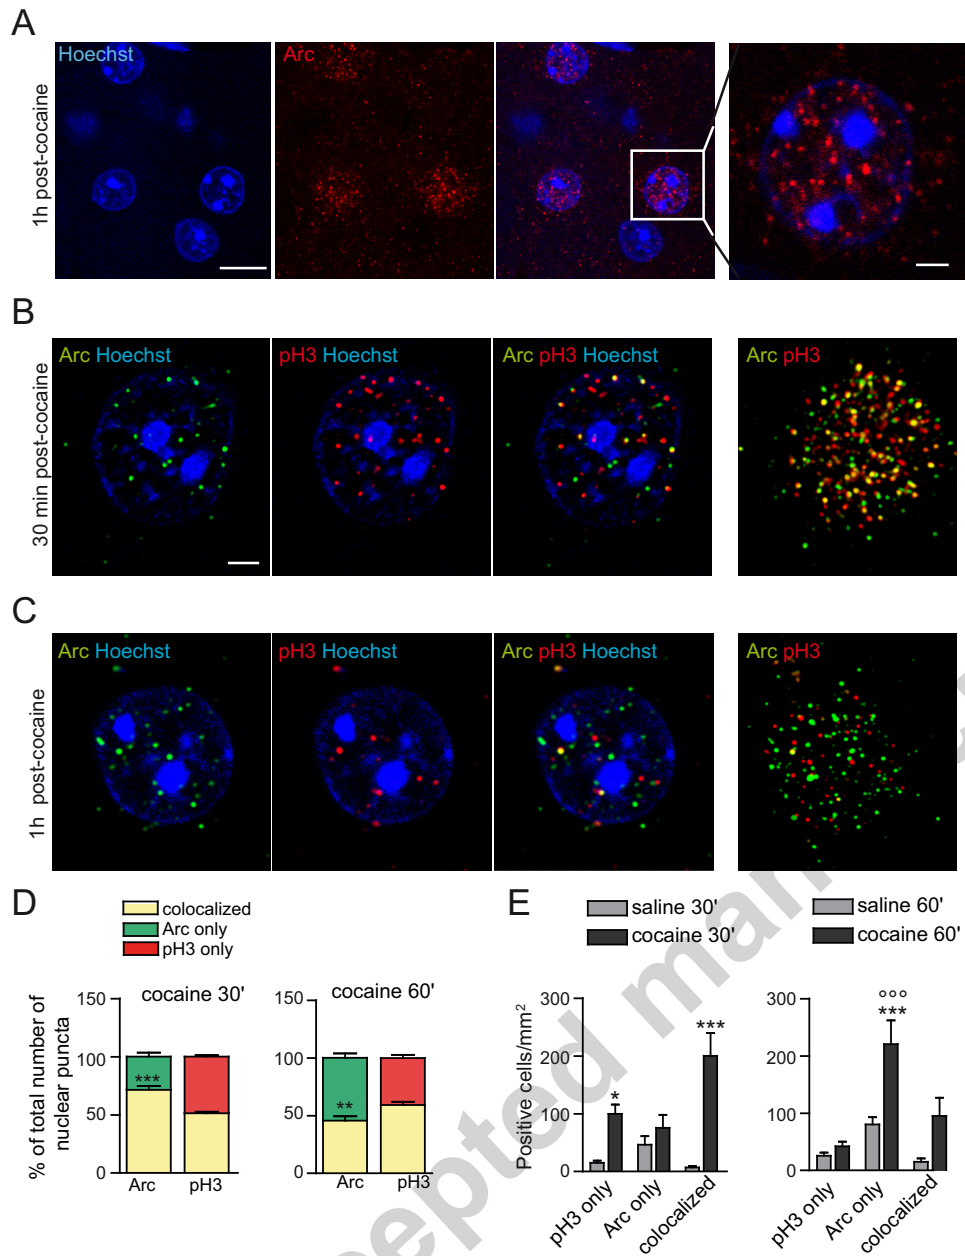 A
Hoechst
Arc
1h post-cocaine
B
Arc Hoechst
pH3 Hoechst
Arc pH3 Hoechst
Arc pH3
30 min post-cocaine
C
Arc Hoechst
pH3 Hoechst
Arc pH3 Hoechst
Arc pH3
1h post-cocaine
D
colocalized
Arc only
pH3 only
% of total number of
nuclear puncta
cocaine 30'
150
100
50
0
***
Arc
pH3
cocaine 60'
150
100
50
0
**
Arc
pH3
E
saline 30'
cocaine 30'
saline 60'
cocaine 60'
Positive cells/mm²
300
200
100
0
*
***
pH3 only
Arc only
colocalized
300
200
100
0
°°°
***
pH3 only
Arc only
colocalized